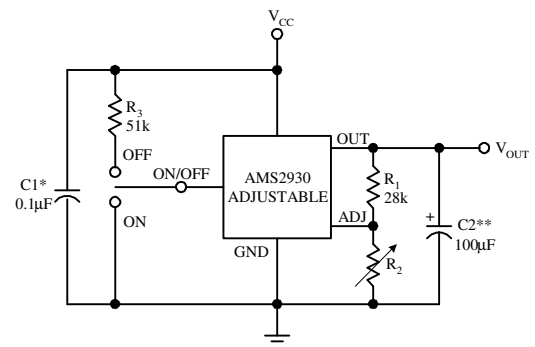 VCC
R3
51k
OFF
ON/OFF
ON
C1*
0.1µF
AMS2930
ADJUSTABLE
GND
OUT
ADJ
R1
28k
R2
VOUT
+
C2**
100µF